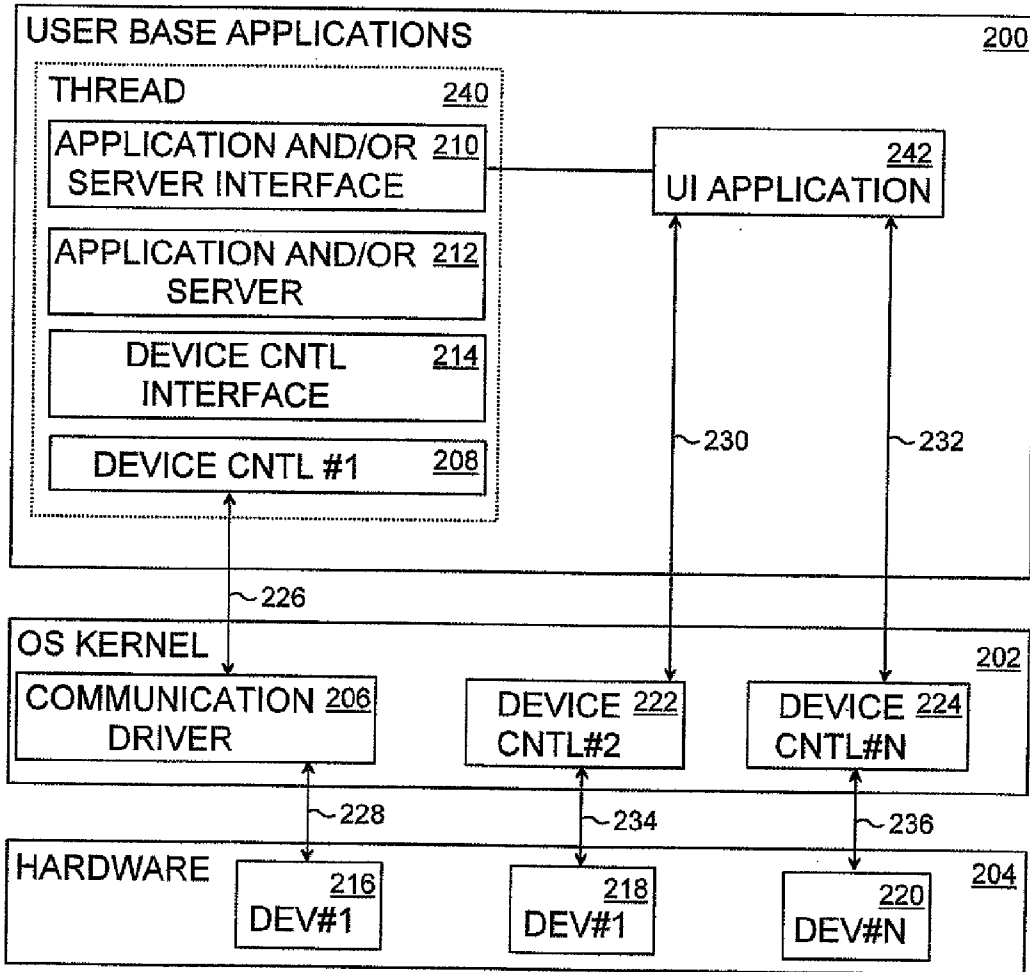 USER BASE APPLICATIONS 200
THREAD 240
APPLICATION AND/OR 210
SERVER INTERFACE
242
UI APPLICATION
APPLICATION AND/OR 212
SERVER
DEVICE CNTL 214
INTERFACE
DEVICE CNTL #1 208
230
232
226
OS KERNEL 202
COMMUNICATION 206
DRIVER
DEVICE 222
CNTL#2
DEVICE 224
CNTL#N
228
234
236
HARDWARE 204
216
DEV#1
218
DEV#1
220
DEV#N